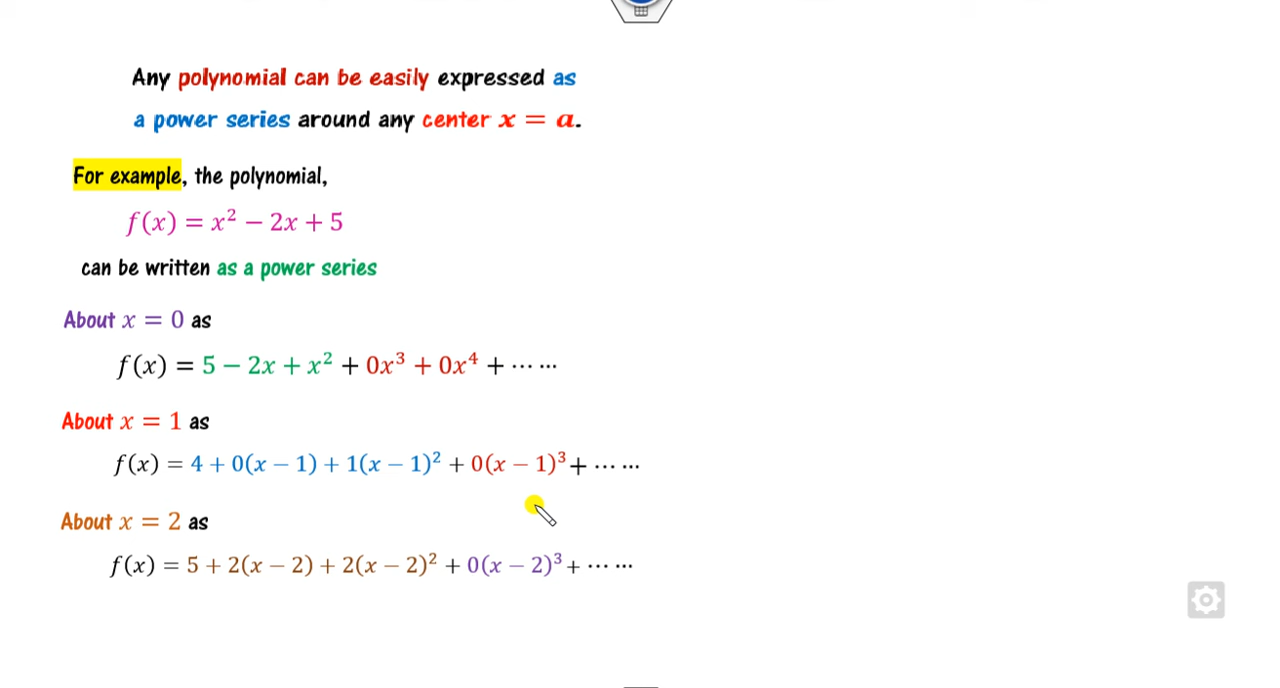 Any polynomial can be easily expressed as
a power series around any center x = a.
For example, the polynomial,
f(x) = x² − 2x + 5
can be written as a power series
About x = 0 as
f(x) = 5 − 2x + x² + 0x³ + 0x⁴ + ⋯ ⋯
About x = 1 as
f(x) = 4 + 0(x − 1) + 1(x − 1)² + 0(x − 1)³ + ⋯ ⋯
About x = 2 as
f(x) = 5 + 2(x − 2) + 2(x − 2)² + 0(x − 2)³ + ⋯ ⋯